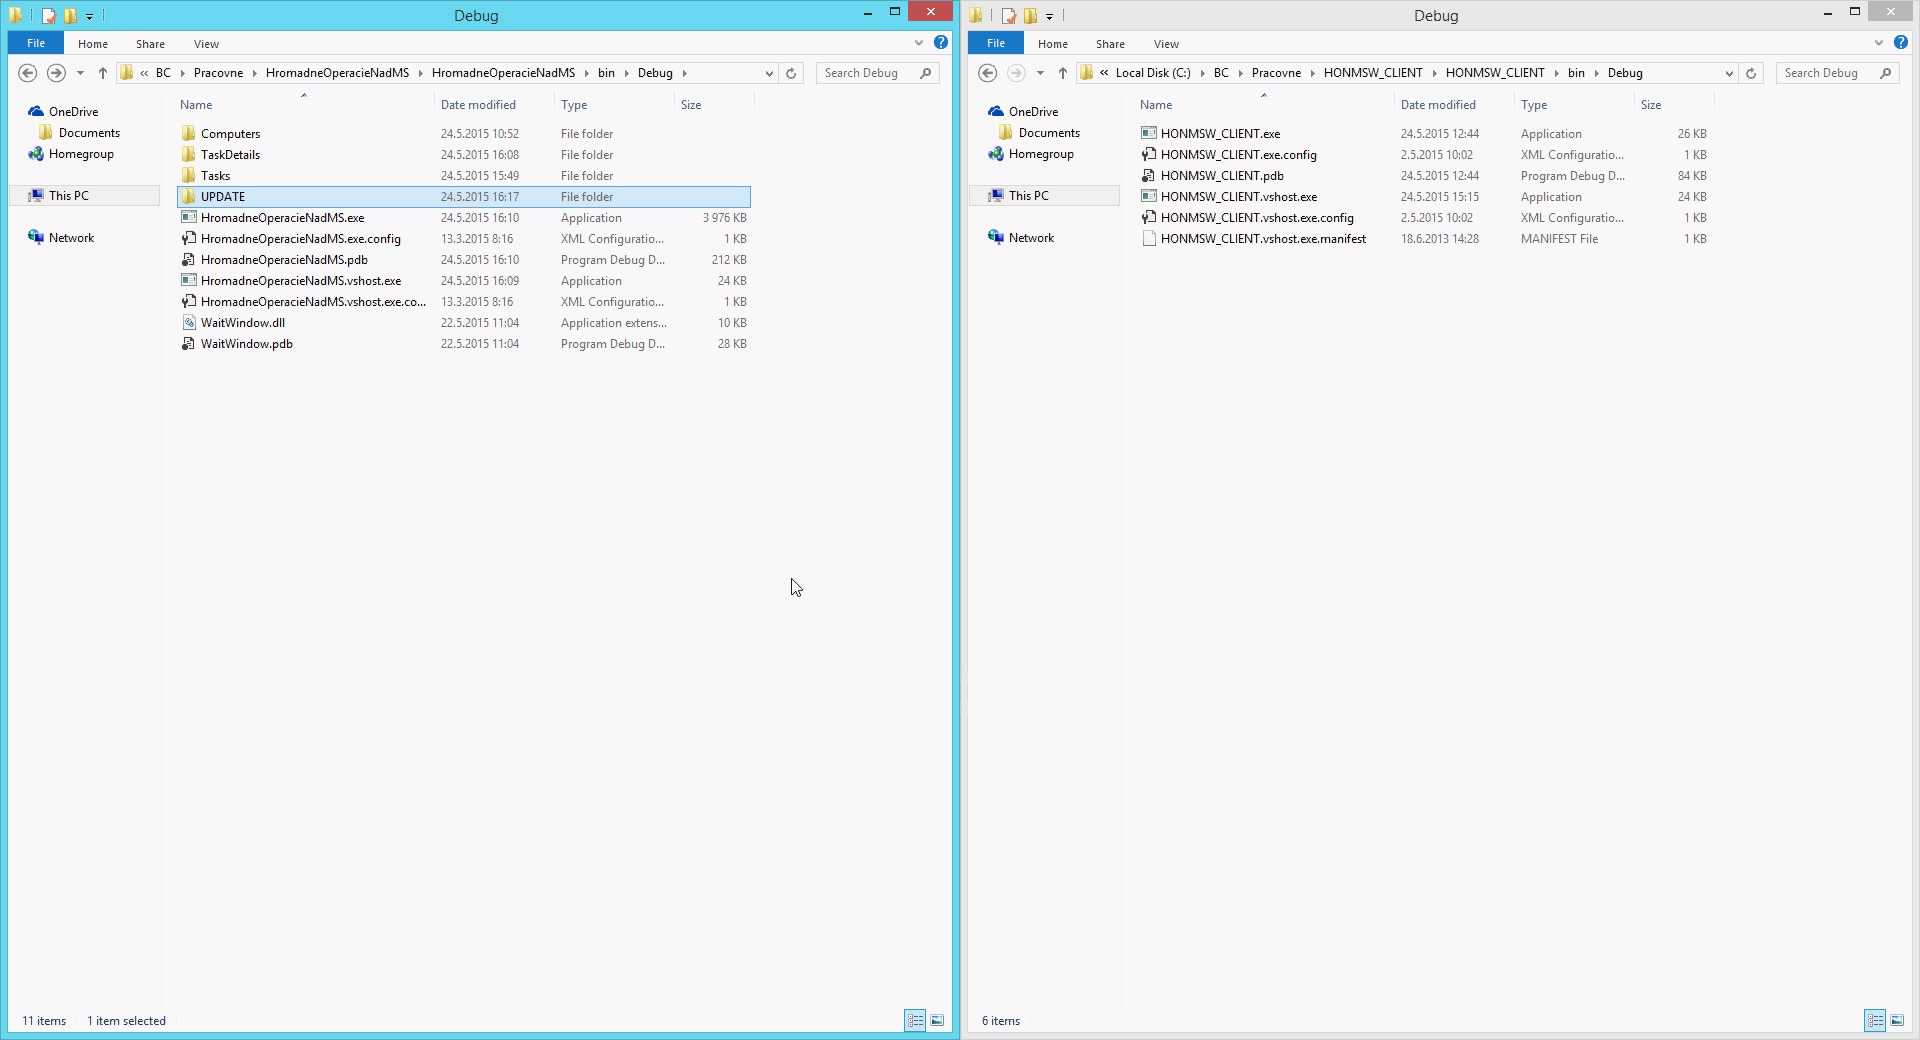 Debug
File Home Share View
« BC Pracovne HromadneOperacieNadMS HromadneOperacieNadMS bin Debug
Search Debug
OneDrive
Documents
Homegroup
This PC
Network
Name Date modified Type Size
Computers 24.5.2015 10:52 File folder
TaskDetails 24.5.2015 16:08 File folder
Tasks 24.5.2015 15:49 File folder
UPDATE 24.5.2015 16:17 File folder
HromadneOperacieNadMS.exe 24.5.2015 16:10 Application 3 976 KB
HromadneOperacieNadMS.exe.config 13.3.2015 8:16 XML Configuratio... 1 KB
HromadneOperacieNadMS.pdb 24.5.2015 16:10 Program Debug D... 212 KB
HromadneOperacieNadMS.vshost.exe 24.5.2015 16:09 Application 24 KB
HromadneOperacieNadMS.vshost.exe.co... 13.3.2015 8:16 XML Configuratio... 1 KB
WaitWindow.dll 22.5.2015 11:04 Application extens... 10 KB
WaitWindow.pdb 22.5.2015 11:04 Program Debug D... 28 KB
11 items 1 item selected
Debug
File Home Share View
« Local Disk (C:) BC Pracovne HONMSW_CLIENT HONMSW_CLIENT bin Debug
Search Debug
OneDrive
Documents
Homegroup
This PC
Network
Name Date modified Type Size
HONMSW_CLIENT.exe 24.5.2015 12:44 Application 26 KB
HONMSW_CLIENT.exe.config 2.5.2015 10:02 XML Configuratio... 1 KB
HONMSW_CLIENT.pdb 24.5.2015 12:44 Program Debug D... 84 KB
HONMSW_CLIENT.vshost.exe 24.5.2015 15:15 Application 24 KB
HONMSW_CLIENT.vshost.exe.config 2.5.2015 10:02 XML Configuratio... 1 KB
HONMSW_CLIENT.vshost.exe.manifest 18.6.2013 14:28 MANIFEST File 1 KB
6 items